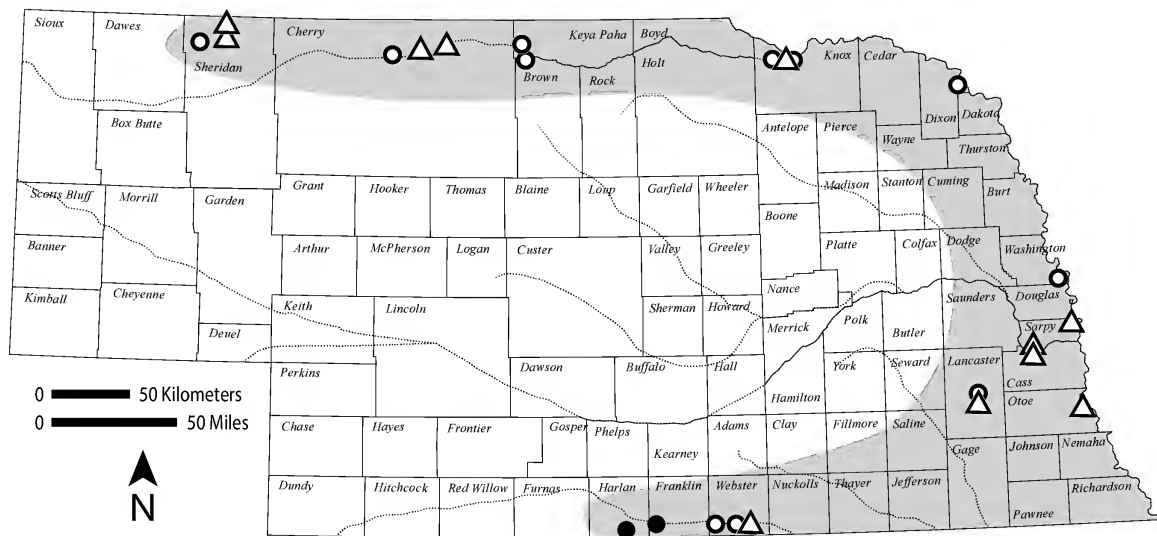 Sioux Dawes Cherry Keya Paha Boyd
Sheridan Holt Knox Cedar
Brown Rock
Box Butte Antelope Pierce Dixon Dakota
Wayne
Thurston
Scotts Bluff Morrill Garden Grant Hooker Thomas Blaine Loup Garfield Wheeler Madison Stanton Cuming Burt
Boone
Banner Arthur McPherson Logan Custer Valley Greeley Platte Colfax Dodge Washington
Kimball Cheyenne Keith Lincoln Sherman Howard Nance Saunders Douglas
Deuel Merrick Polk Butler Sarpy
Perkins Dawson Buffalo Hall York Seward Lancaster Cass
0 50 Kilometers
Hamilton Otoe
0 50 Miles
Chase Hayes Frontier Gosper Phelps Adams Clay Fillmore Saline
Kearney Gage Johnson Nemaha
N
Dundy Hitchcock Red Willow Furnas Harlan Franklin Webster Nuckolls Thayer Jefferson Richardson
Pawnee